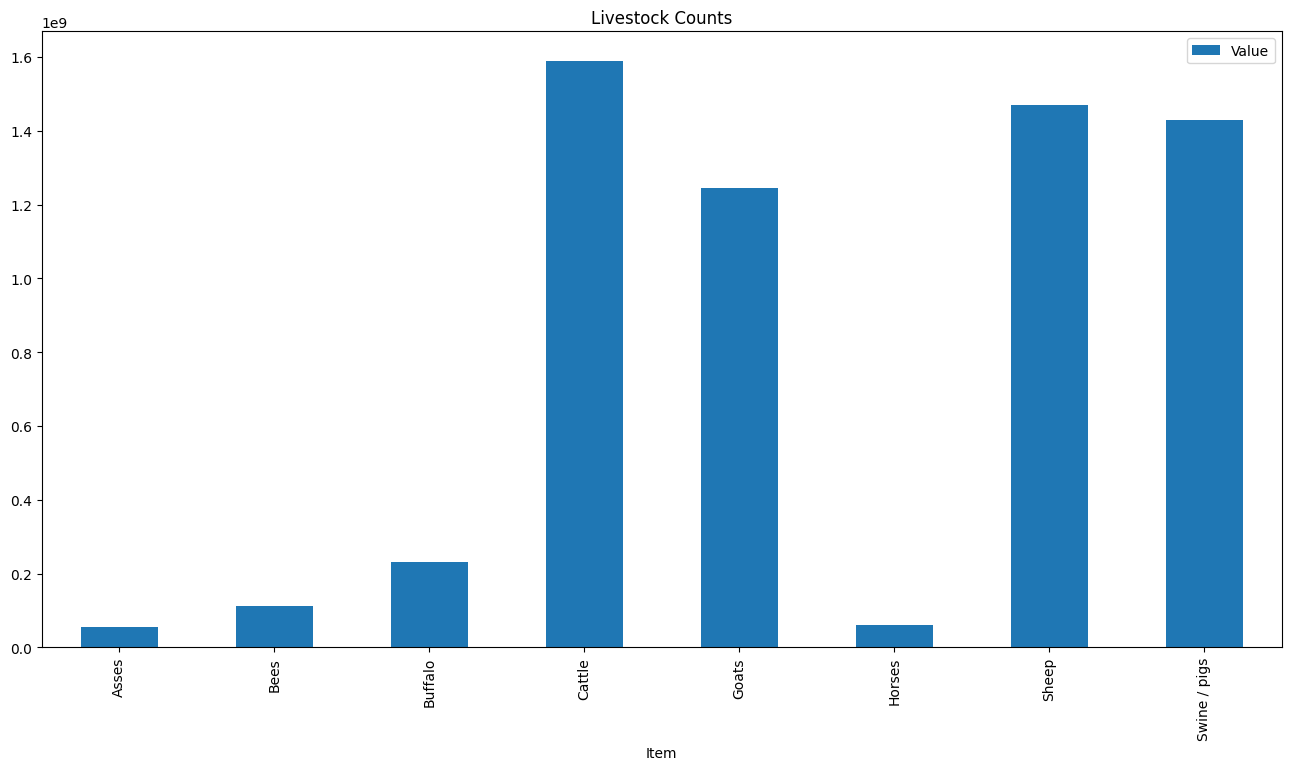 Livestock Counts
1e9
Value
1.6
1.4
1.2
1.0
0.8
0.6
0.4
0.2
0.0
Asses
Bees
Buffalo
Cattle
Goats
Horses
Sheep
Swine / pigs
Item